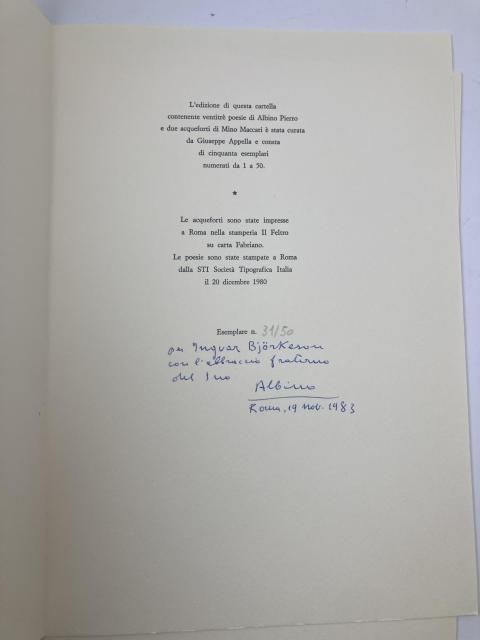 L'edizione di questa cartella
contenente ventitrè poesie di Albino Pierro
e due acqueforti di Mino Maccari è stata curata
da Giuseppe Appella e consta
di cinquanta esemplari
numerati da 1 a 50.
*
Le acqueforti sono state impresse
a Roma nella stamperia Il Feltro
su carta Fabriano.
Le poesie sono state stampate a Roma
dalla STI Società Tipografica Italia
il 20 dicembre 1980
Esemplare n. 31/50
per Ingvar Björkeson
con l'abbraccio fraterno
del Suo
Albino
Roma, 19 nov. 1983